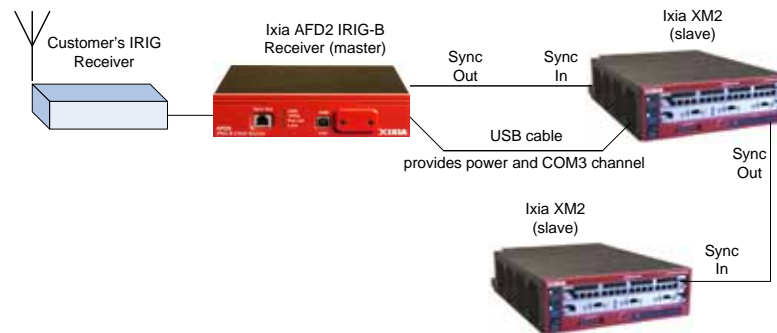 Customer's IRIG
Receiver
Ixia AFD2 IRIG-B
Receiver (master)
Sync
Out
Sync
In
Ixia XM2
(slave)
IXIA
USB cable
provides power and COM3 channel
Sync
Out
Ixia XM2
(slave)
Sync
In